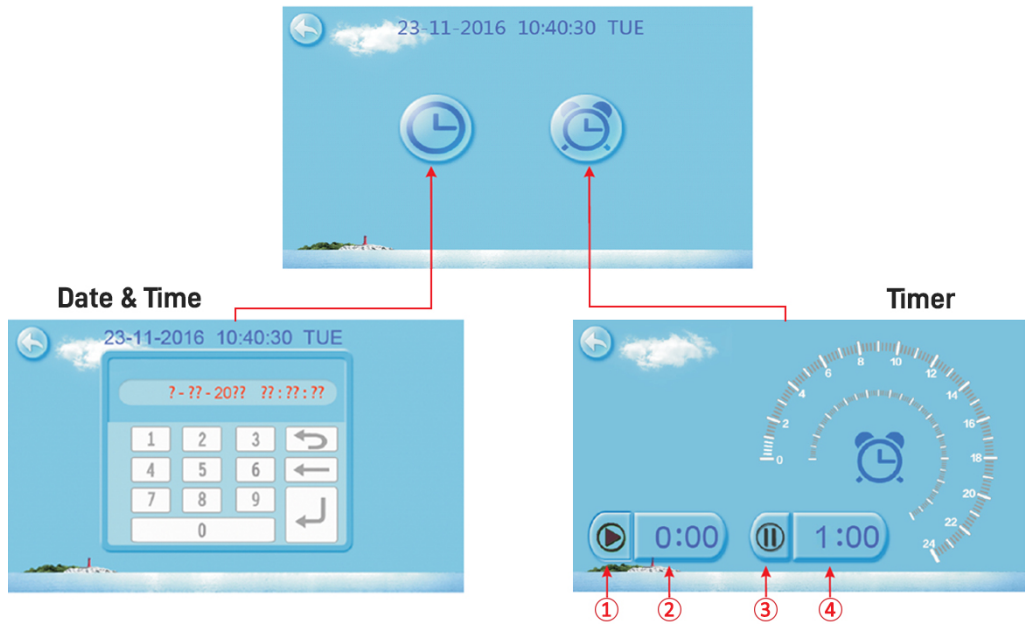 23-11-2016 10:40:30 TUE
Date & Time
23-11-2016 10:40:30 TUE
?-??-20?? ??:??:??
1 2 3
4 5 6
7 8 9
0
Timer
0 2 4 6 8 10 12 14 16 18 20 22 24
0:00 1:00
① ② ③ ④